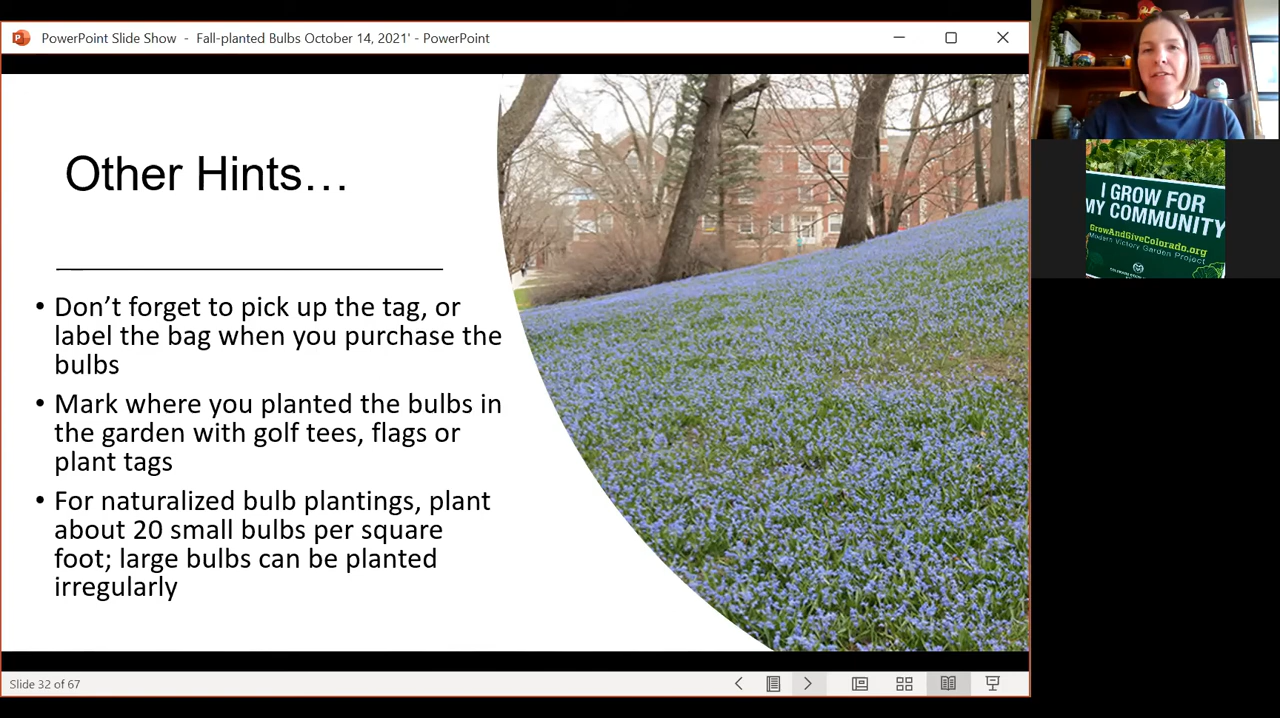 PowerPoint Slide Show - Fall-planted Bulbs October 14, 2021' - PowerPoint
Other Hints…
• Don’t forget to pick up the tag, or
label the bag when you purchase the
bulbs
• Mark where you planted the bulbs in
the garden with golf tees, flags or
plant tags
• For naturalized bulb plantings, plant
about 20 small bulbs per square
foot; large bulbs can be planted
irregularly
Slide 32 of 67
I GROW FOR
MY COMMUNITY
GrowAndGiveColorado.org
Modern Victory Garden Project